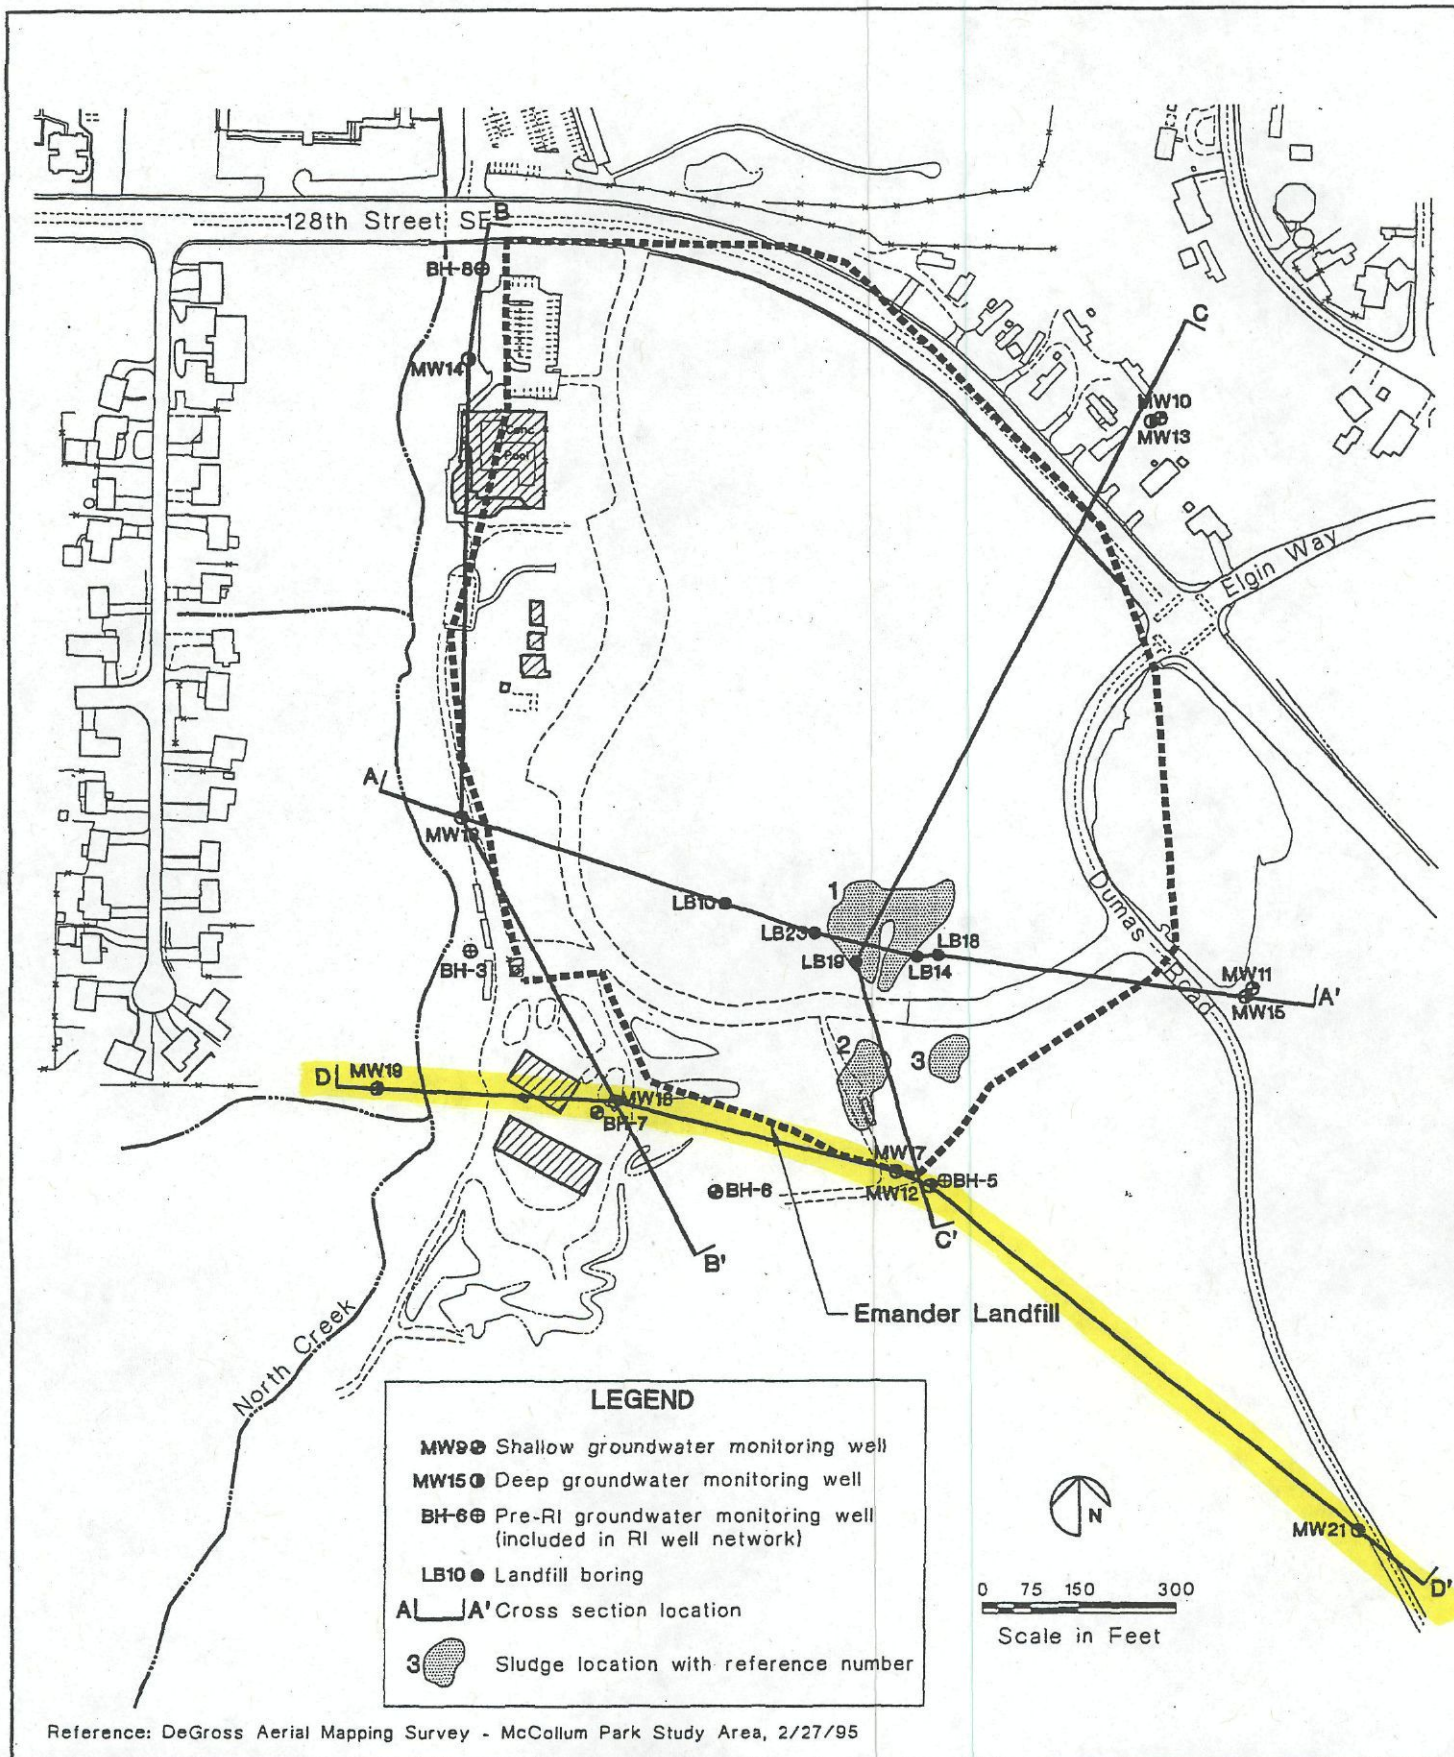 128th Street SE
B
BH-8
C
MW14
MW10
MW13
Conc
Pool
Elgin Way
A
1
LB10
LB23
LB18
LB19
LB14
Dumas Road
MW11
A'
MW15
BH-3
2
3
D
MW19
MW18
BH-7
MW17
BH-5
MW12
BH-6
C'
B'
Emander Landfill
North Creek
LEGEND
MW9 Shallow groundwater monitoring well
MW15 Deep groundwater monitoring well
BH-6 Pre-RI groundwater monitoring well
(included in RI well network)
LB10 Landfill boring
A A' Cross section location
3 Sludge location with reference number
N
MW21
D'
0 75 150 300
Scale in Feet
Reference: DeGross Aerial Mapping Survey - McCollum Park Study Area, 2/27/95